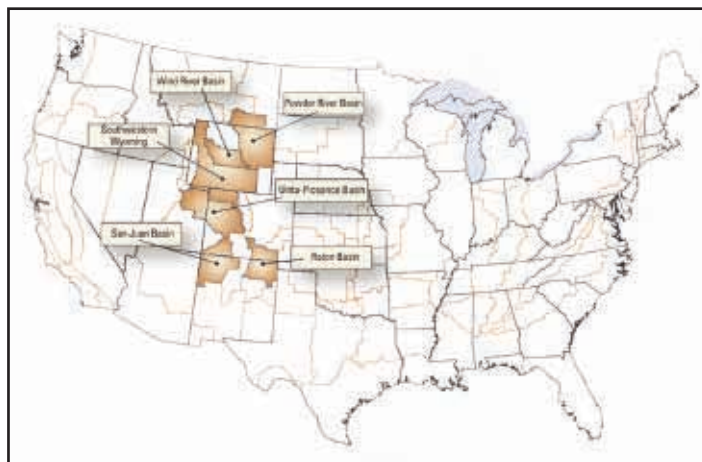 Wind River Basin
Powder River Basin
Southwestern
Wyoming
Uinta-Piceance Basin
San Juan Basin
Raton Basin